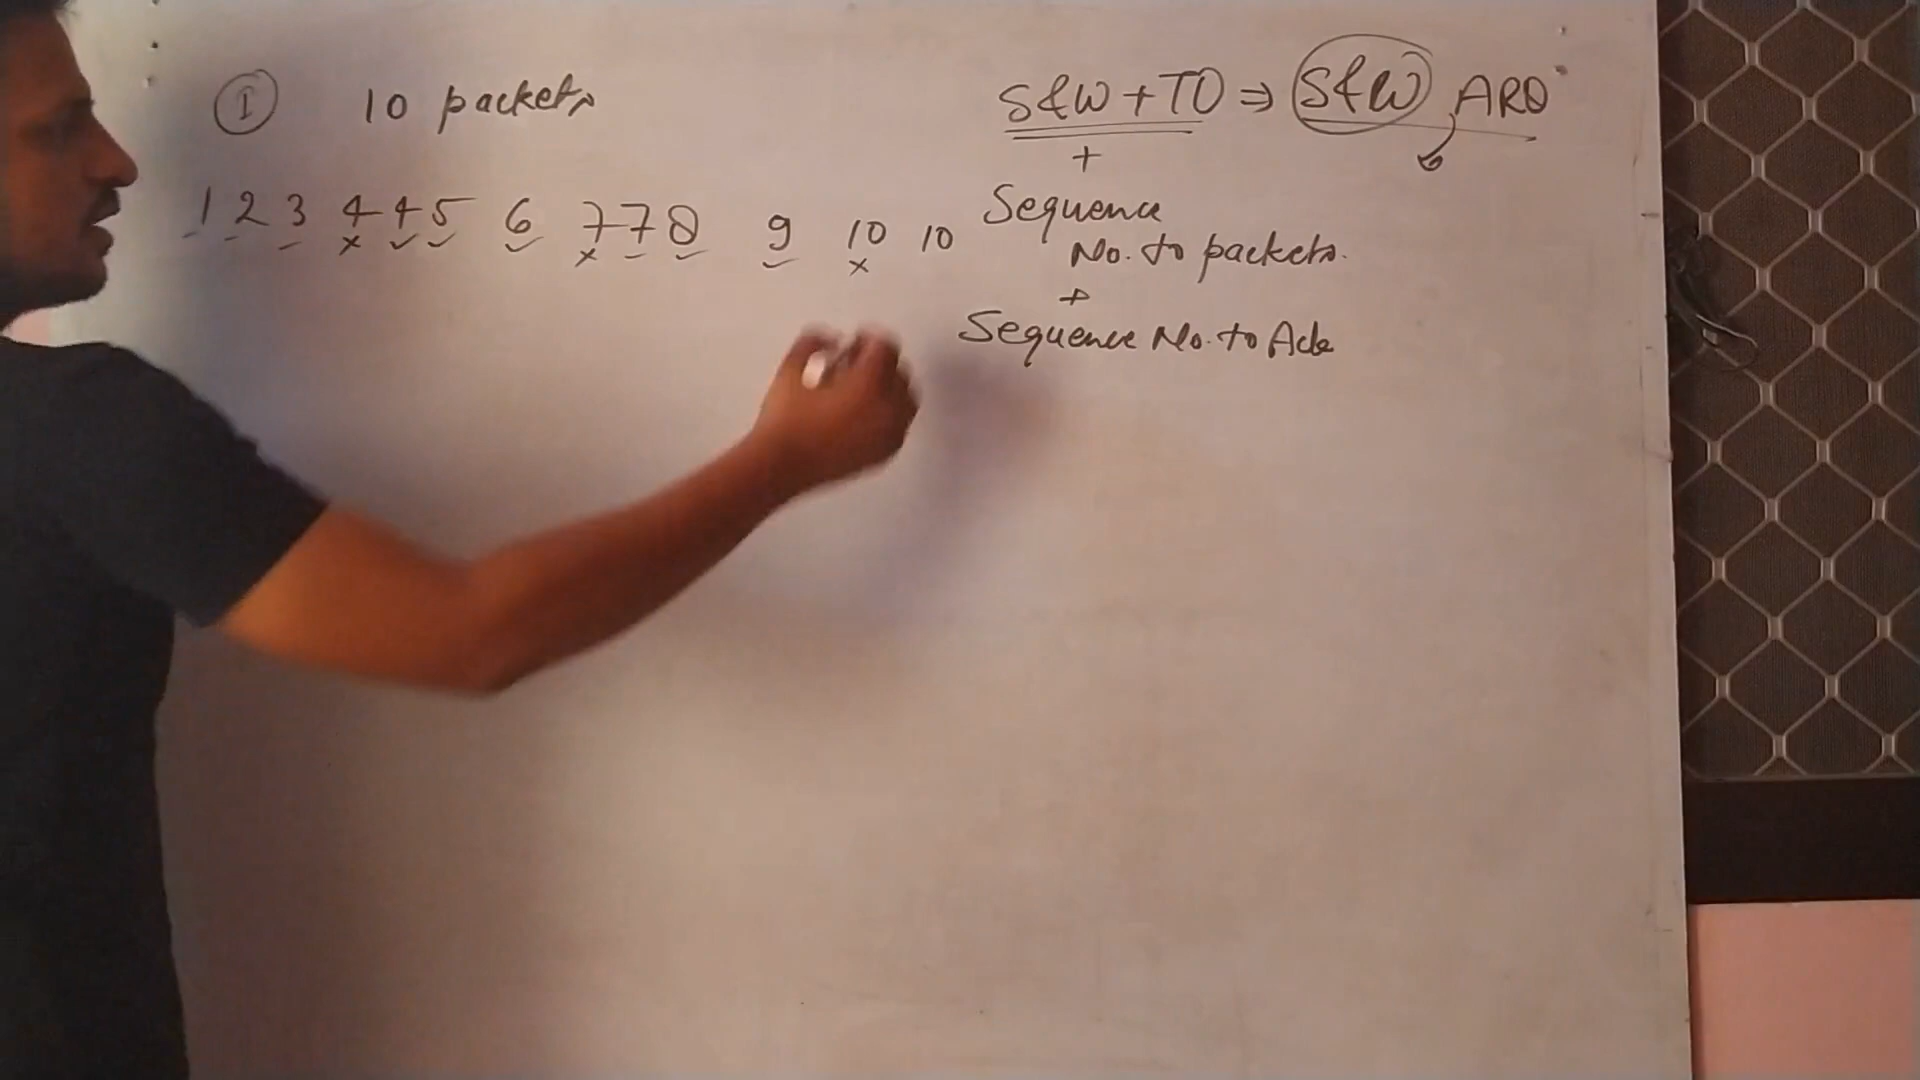 ① 10 packets
S&W + TO ⇒ S&W ARQ
+
1 2 3 4 4 5 6 7 7 8 9 10 10
x x x
Sequence
No. to packets.
+
Sequence No. to Ack